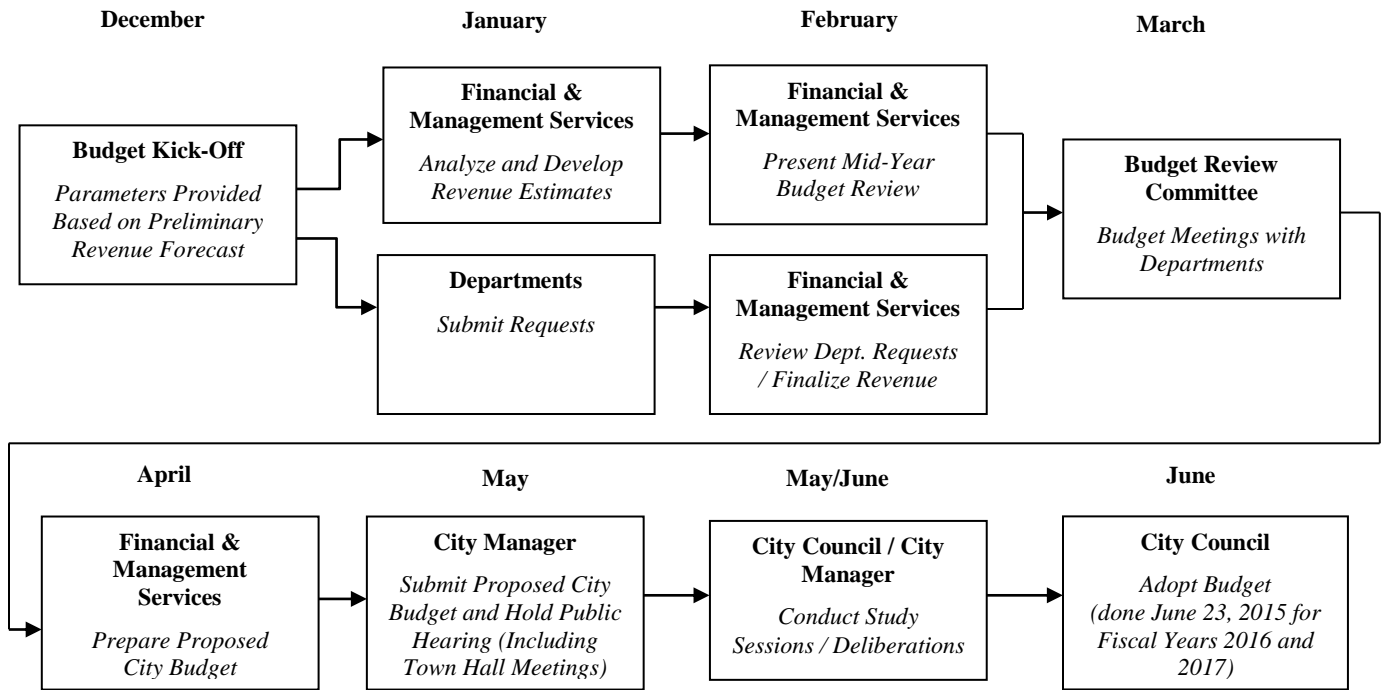 December
January
February
March
Budget Kick-Off
Parameters Provided
Based on Preliminary
Revenue Forecast
Financial &
Management Services
Analyze and Develop
Revenue Estimates
Departments
Submit Requests
Financial &
Management Services
Present Mid-Year
Budget Review
Financial &
Management Services
Review Dept. Requests
/ Finalize Revenue
Budget Review
Committee
Budget Meetings with
Departments
April
May
May/June
June
Financial &
Management
Services
Prepare Proposed
City Budget
City Manager
Submit Proposed City
Budget and Hold Public
Hearing (Including
Town Hall Meetings)
City Council / City
Manager
Conduct Study
Sessions / Deliberations
City Council
Adopt Budget
(done June 23, 2015 for
Fiscal Years 2016 and
2017)